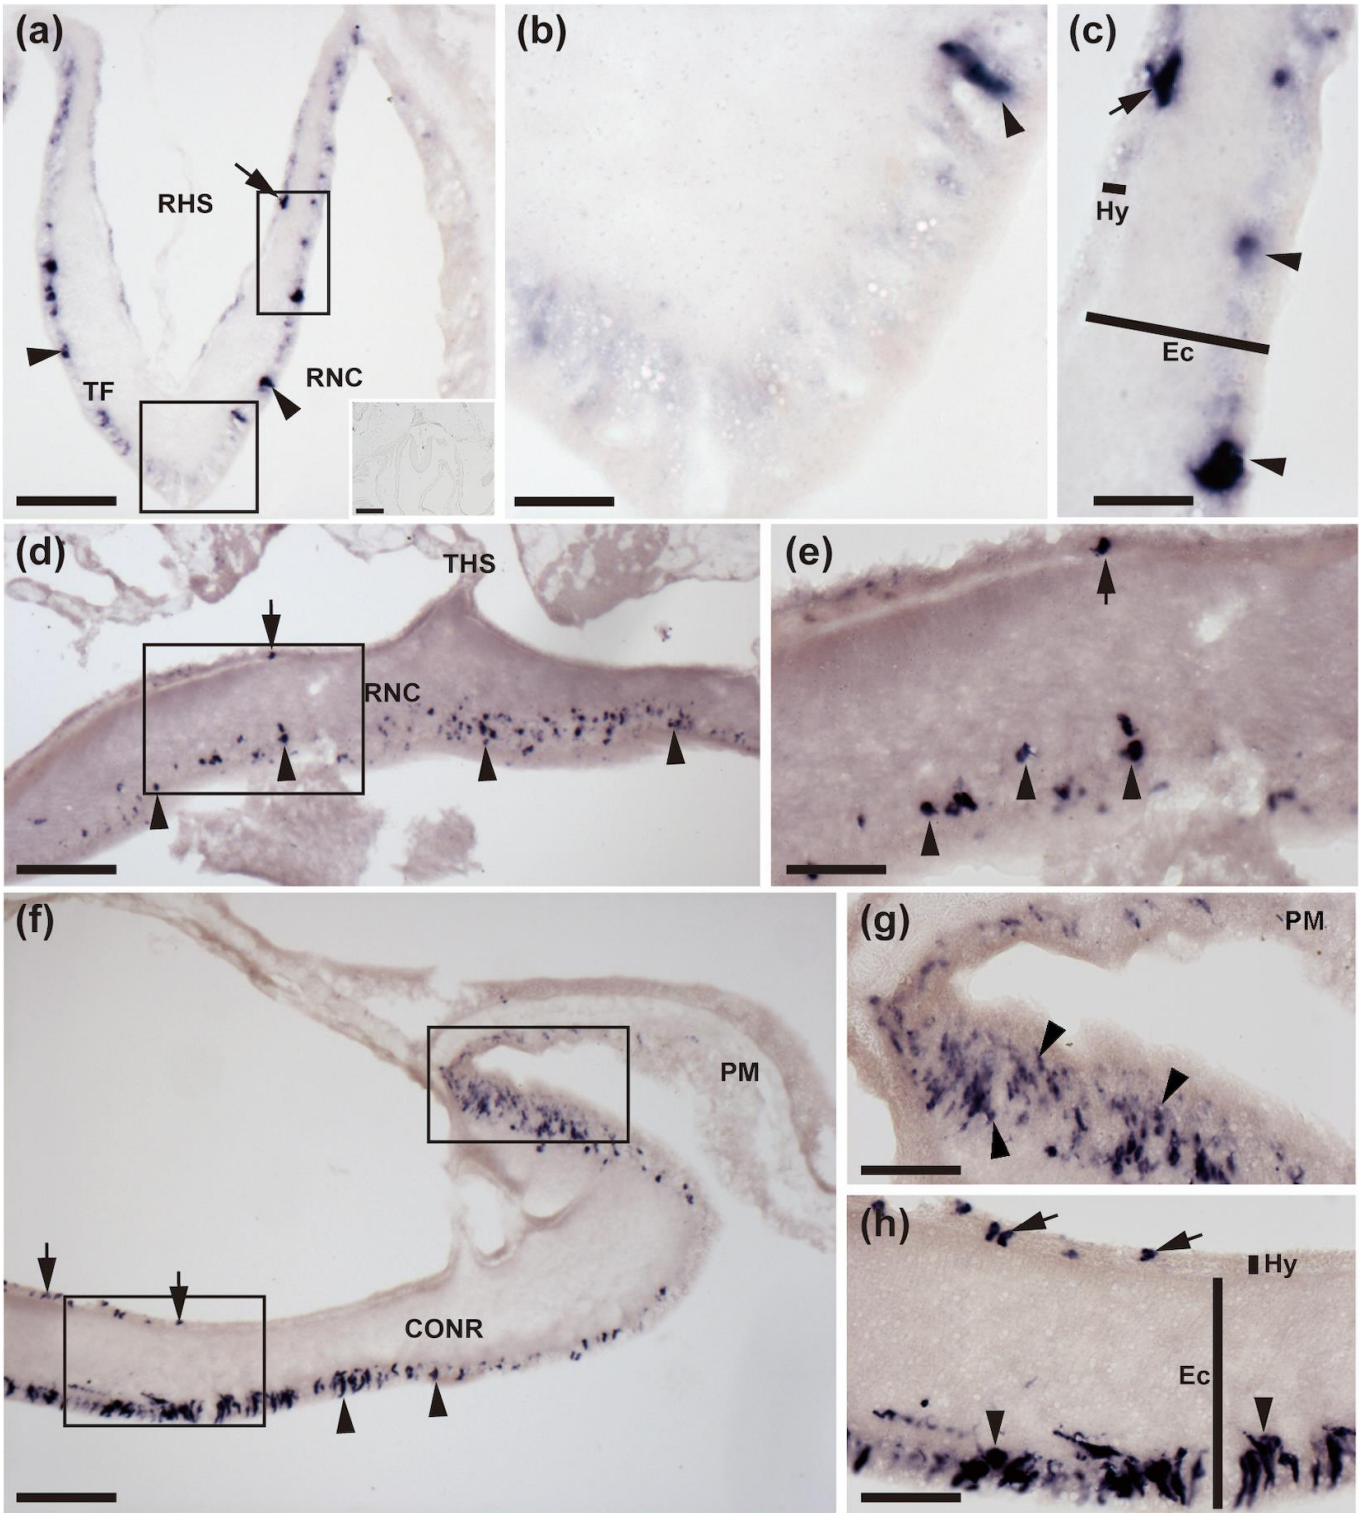 (a)
RHS
TF
RNC
(b)
(c)
Hy
Ec
(d)
THS
RNC
(e)
(f)
PM
CONR
(g)
PM
(h)
Hy
Ec